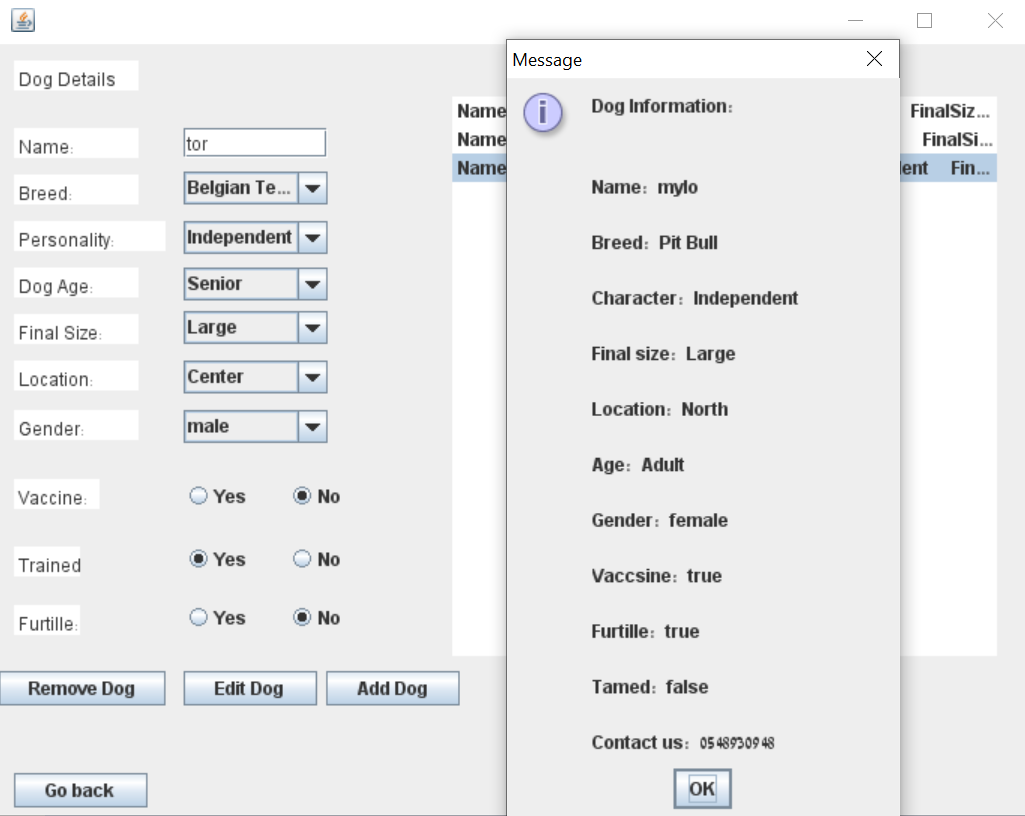 Dog Details
Name:
tor
Breed:
Belgian Te...
Personality:
Independent
Dog Age:
Senior
Final Size:
Large
Location:
Center
Gender:
male
Vaccine:
Yes
No
Trained
Yes
No
Furtille:
Yes
No
Remove Dog
Edit Dog
Add Dog
Go back
Name
FinalSiz...
Name
FinalSi...
Name
Fin...
Message
Dog Information:
Name: mylo
Breed: Pit Bull
Character: Independent
Final size: Large
Location: North
Age: Adult
Gender: female
Vaccsine: true
Furtille: true
Tamed: false
Contact us: 0548930948
OK